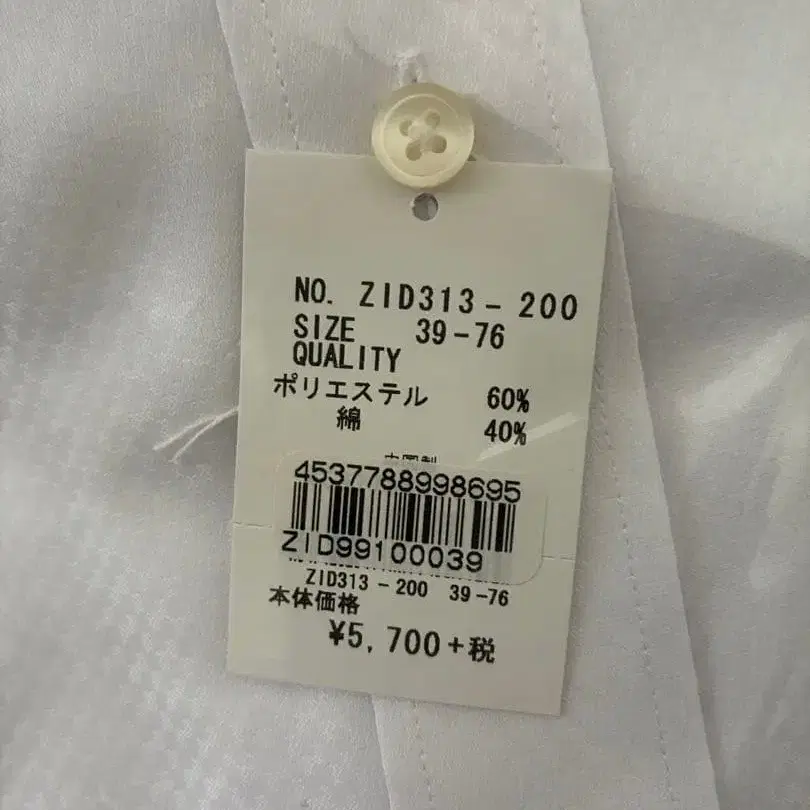 NO. ZID313-200
SIZE 39-76
QUALITY
ポリエステル 60%
綿 40%
4537788998695
ZID99100039
ZID313-200 39-76
本体価格
¥5,700+税